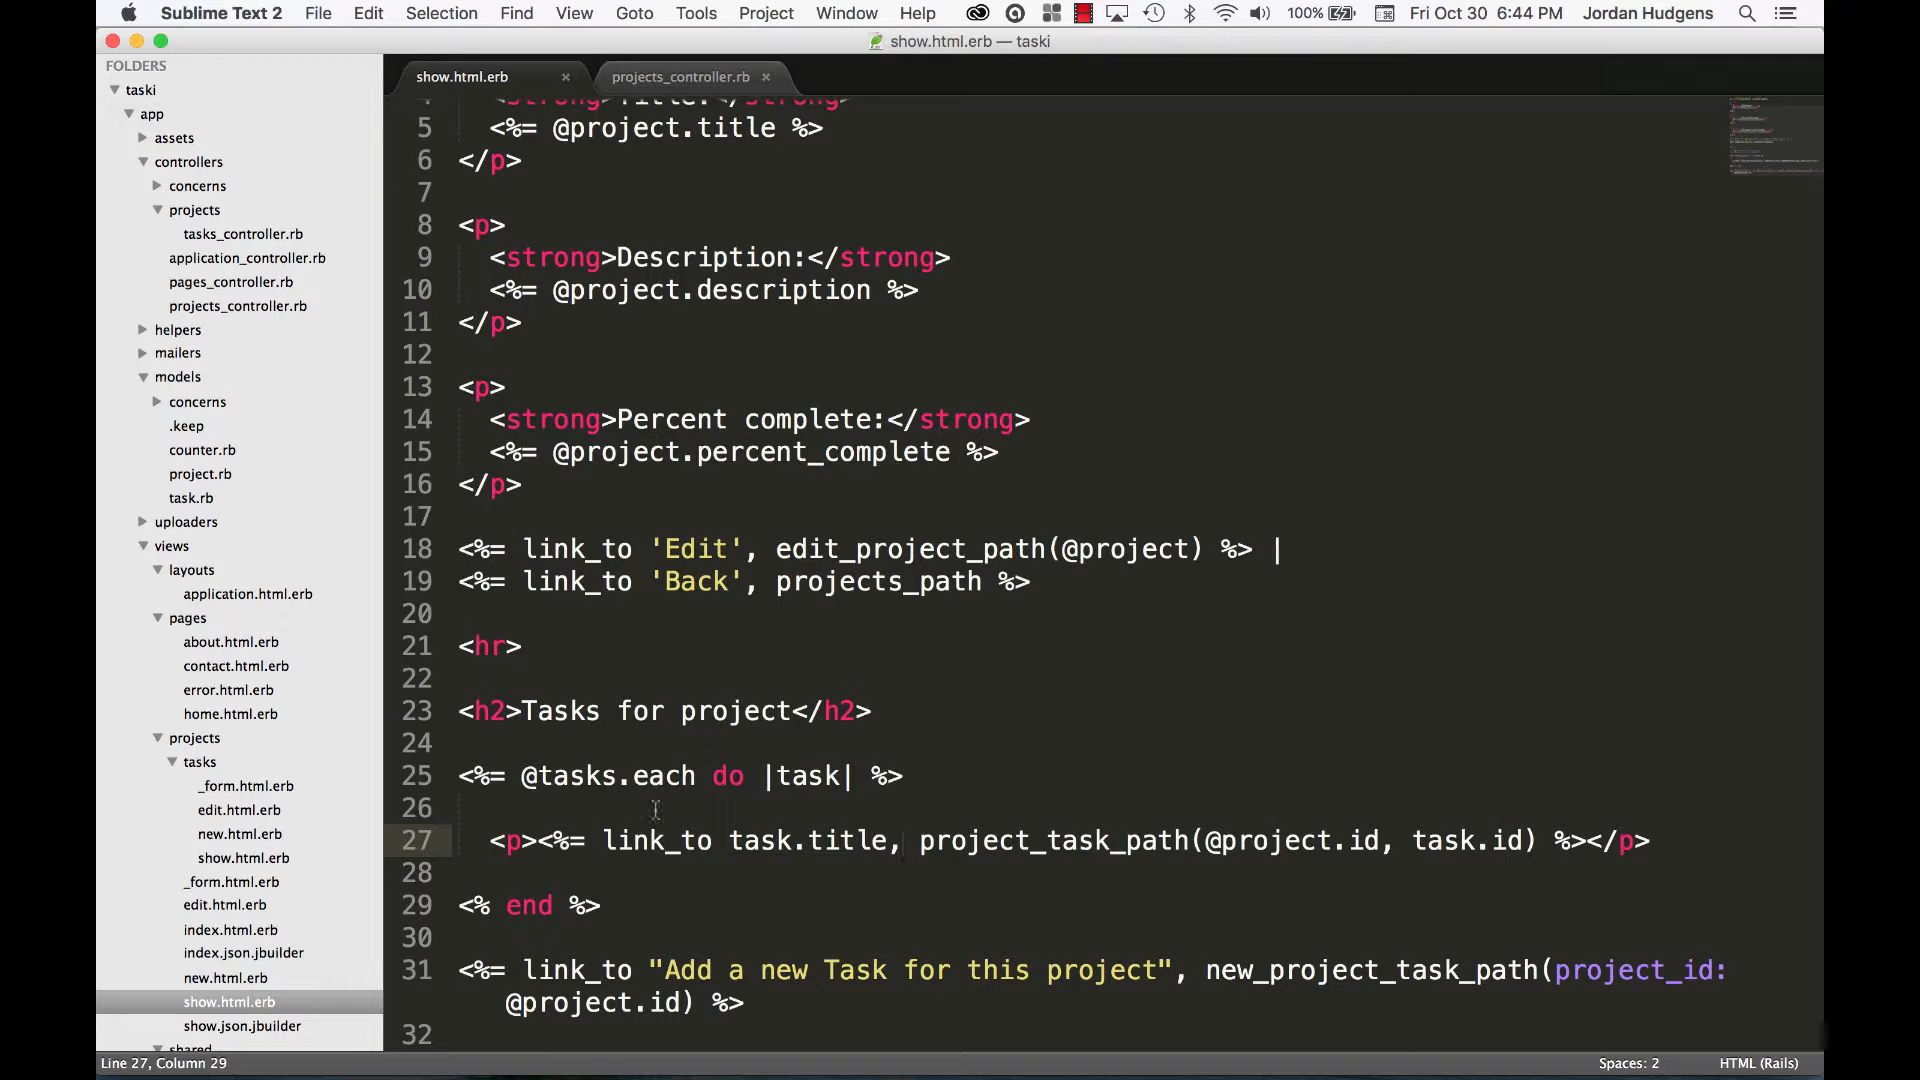 Sublime Text 2 File Edit Selection Find View Goto Tools Project Window Help 100% Fri Oct 30 6:44 PM Jordan Hudgens
show.html.erb — taski
FOLDERS
taski
app
assets
controllers
concerns
projects
tasks_controller.rb
application_controller.rb
pages_controller.rb
projects_controller.rb
helpers
mailers
models
concerns
.keep
counter.rb
project.rb
task.rb
uploaders
views
layouts
application.html.erb
pages
about.html.erb
contact.html.erb
error.html.erb
home.html.erb
projects
tasks
_form.html.erb
edit.html.erb
new.html.erb
show.html.erb
_form.html.erb
edit.html.erb
index.html.erb
index.json.jbuilder
new.html.erb
show.html.erb
show.json.jbuilder
shared
show.html.erb × projects_controller.rb ×
4 <strong>Title:</strong>
5 <%= @project.title %>
6 </p>
7
8 <p>
9 <strong>Description:</strong>
10 <%= @project.description %>
11 </p>
12
13 <p>
14 <strong>Percent complete:</strong>
15 <%= @project.percent_complete %>
16 </p>
17
18 <%= link_to 'Edit', edit_project_path(@project) %> |
19 <%= link_to 'Back', projects_path %>
20
21 <hr>
22
23 <h2>Tasks for project</h2>
24
25 <%= @tasks.each do |task| %>
26
27 <p><%= link_to task.title, project_task_path(@project.id, task.id) %></p>
28
29 <% end %>
30
31 <%= link_to "Add a new Task for this project", new_project_task_path(project_id:
@project.id) %>
32
Line 27, Column 29 Spaces: 2 HTML (Rails)